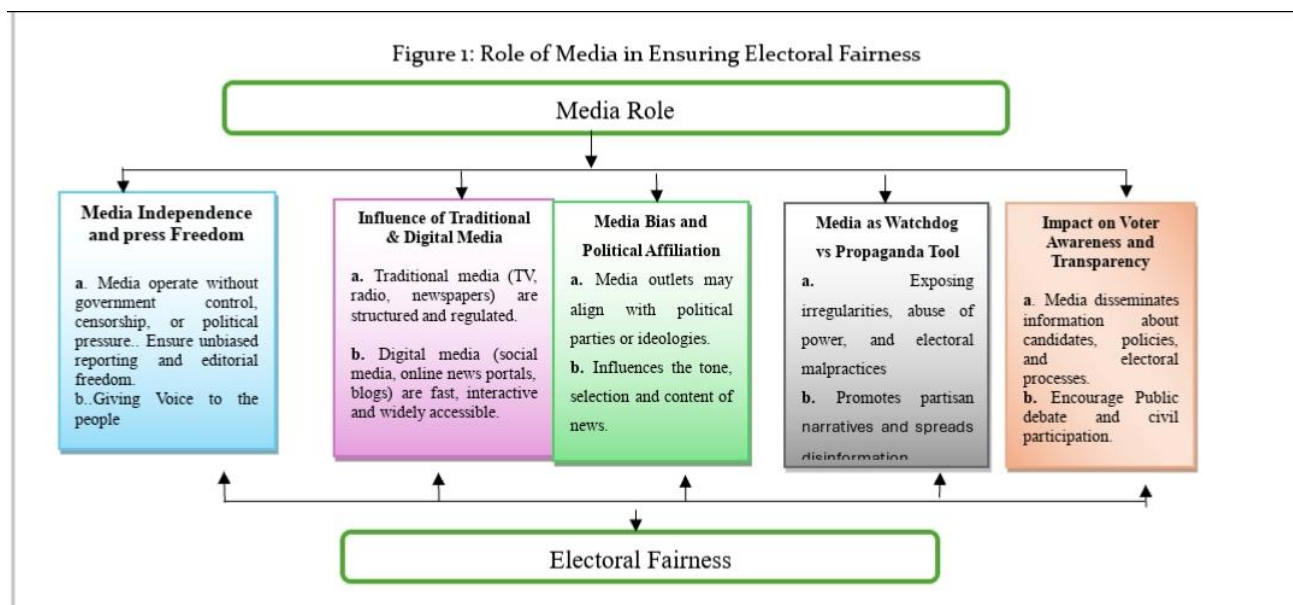 Figure 1: Role of Media in Ensuring Electoral Fairness
Media Role
Media Independence
and press Freedom
a. Media operate without
government control,
censorship, or political
pressure.. Ensure unbiased
reporting and editorial
freedom.
b..Giving Voice to the
people
Influence of Traditional
& Digital Media
a. Traditional media (TV,
radio, newspapers) are
structured and regulated.
b. Digital media (social
media, online news portals,
blogs) are fast, interactive
and widely accessible.
Media Bias and
Political Affiliation
a. Media outlets may
align with political
parties or ideologies.
b. Influences the tone,
selection and content of
news.
Media as Watchdog
vs Propaganda Tool
a. Exposing
irregularities, abuse of
power, and electoral
malpractices
b. Promotes partisan
narratives and spreads
disinformation
Impact on Voter
Awareness and
Transparency
a. Media disseminates
information about
candidates, policies,
and electoral
processes.
b. Encourage Public
debate and civil
participation.
Electoral Fairness